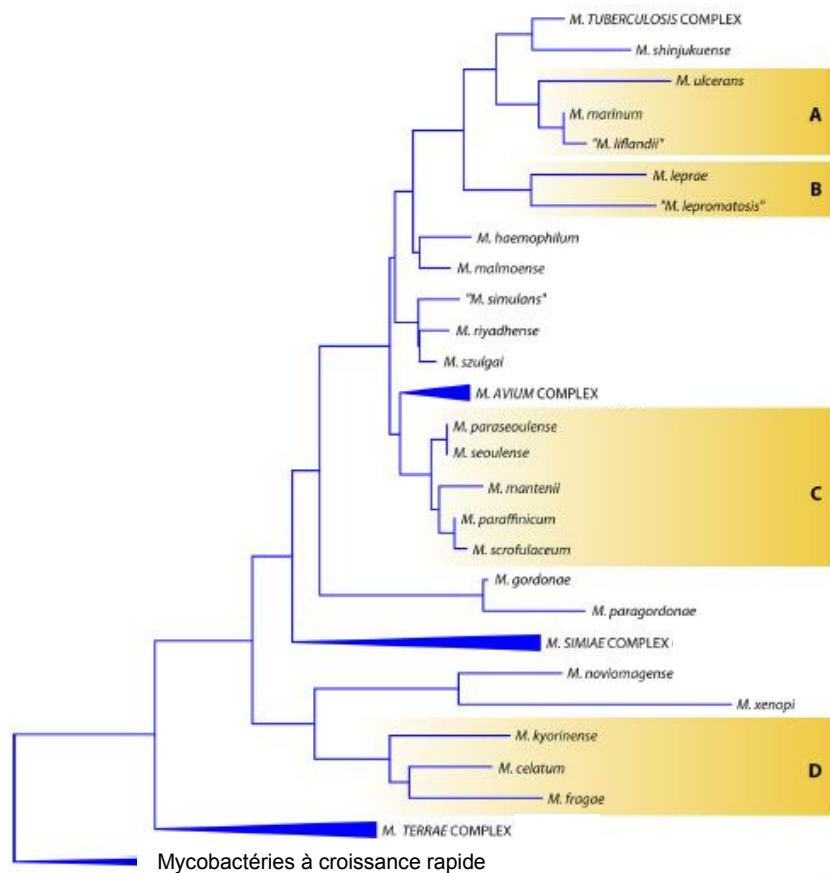 M. TUBERCULOSIS COMPLEX
M. shinjukuense
M. ulcerans
A
M. marinum
"M. liflandii"
M. leprae
B
"M. lepromatosis"
M. haemophilum
M. malmoense
"M. simulans"
M. riyadhense
M. szulgai
M. AVIUM COMPLEX
M. paraseoulense
M. seoulense
M. mantenii
C
M. paraffinicum
M. scrofulaceum
M. gordonae
M. paragordonae
M. SIMIAE COMPLEX
M. noviomagense
M. xenopi
M. kyorinense
M. celatum
D
M. fragae
M. TERRAE COMPLEX
Mycobactéries à croissance rapide